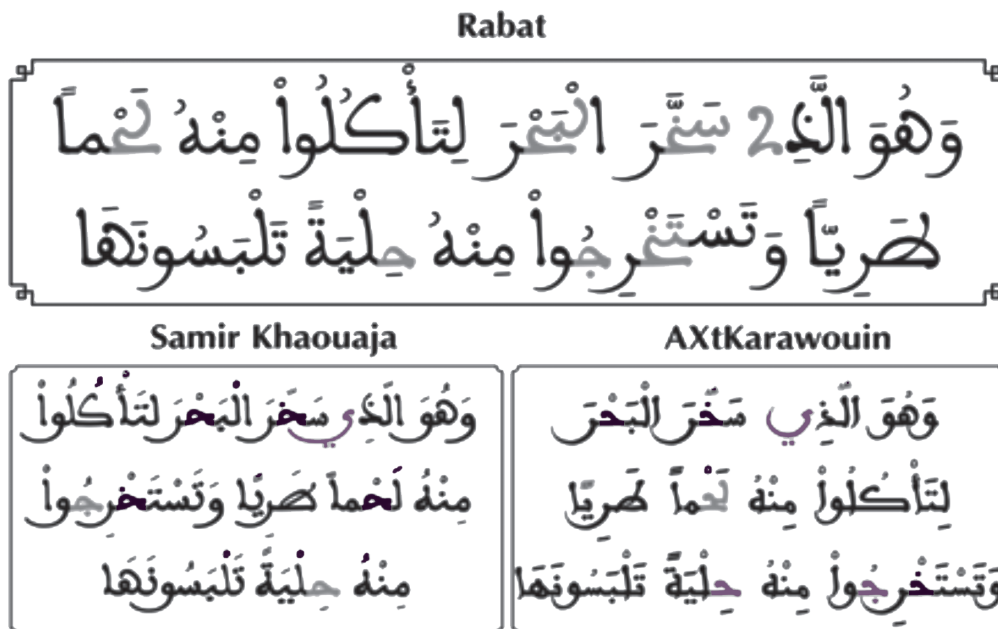 Rabat
وَهُوَ الَّذِے سَخَّرَ الْبَحْرَ لِتَأْكُلُواْ مِنْهُ لَحْماً
طَرِيّاً وَتَسْتَخْرِجُواْ مِنْهُ حِلْيَةً تَلْبَسُونَهَا
Samir Khaouaja
وَهُوَ الَذِي سَخَرَ الْبَحْرَ لتَأْكُلُواْ
مِنْهُ لَحْماً طَرِيّا وَتَسْتَخْرِجُواْ
مِنْهُ حِلْيَةً تَلْبَسُونَهَا
AXtKarawouin
وَهُوَ الَّذِي سَخَّرَ الْبَحْرَ
لِتَأْكُلُواْ مِنْهُ لَحْماً طَرِيّاً
وَتَسْتَخْرِجُواْ مِنْهُ حِلْيَةً تَلْبَسُونَهَا